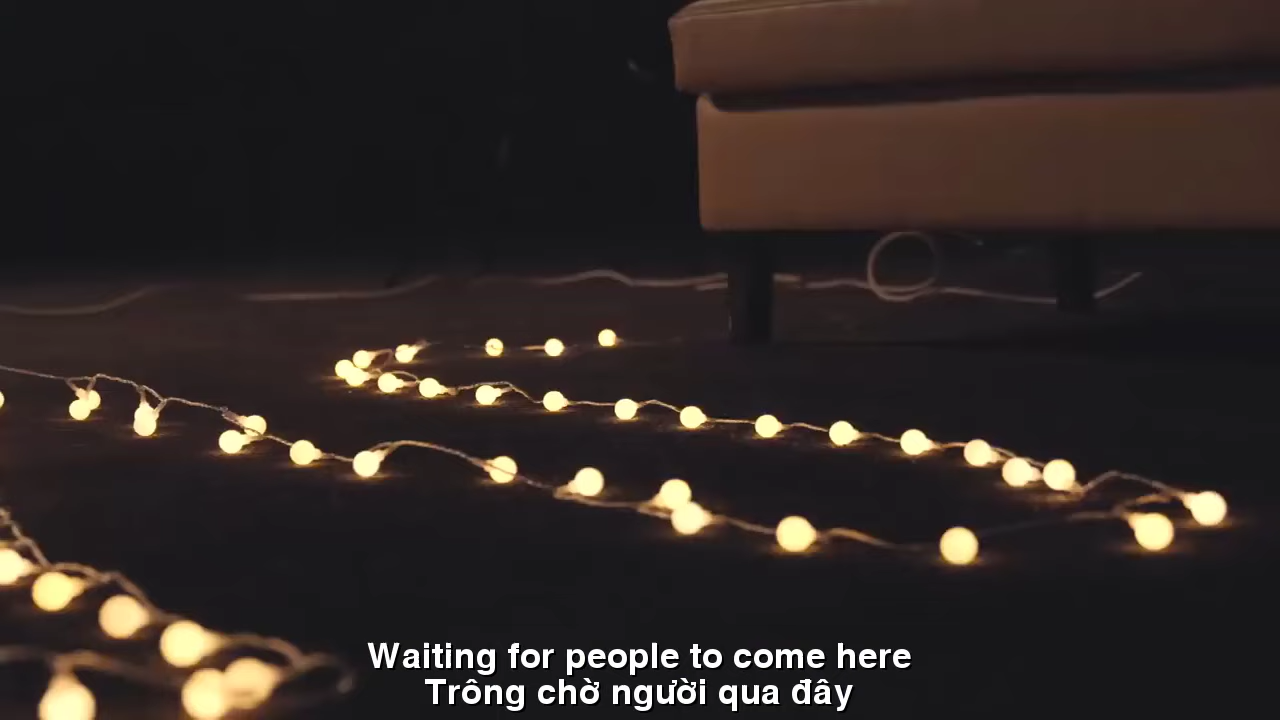 Waiting for people to come here
Trông chờ người qua đây